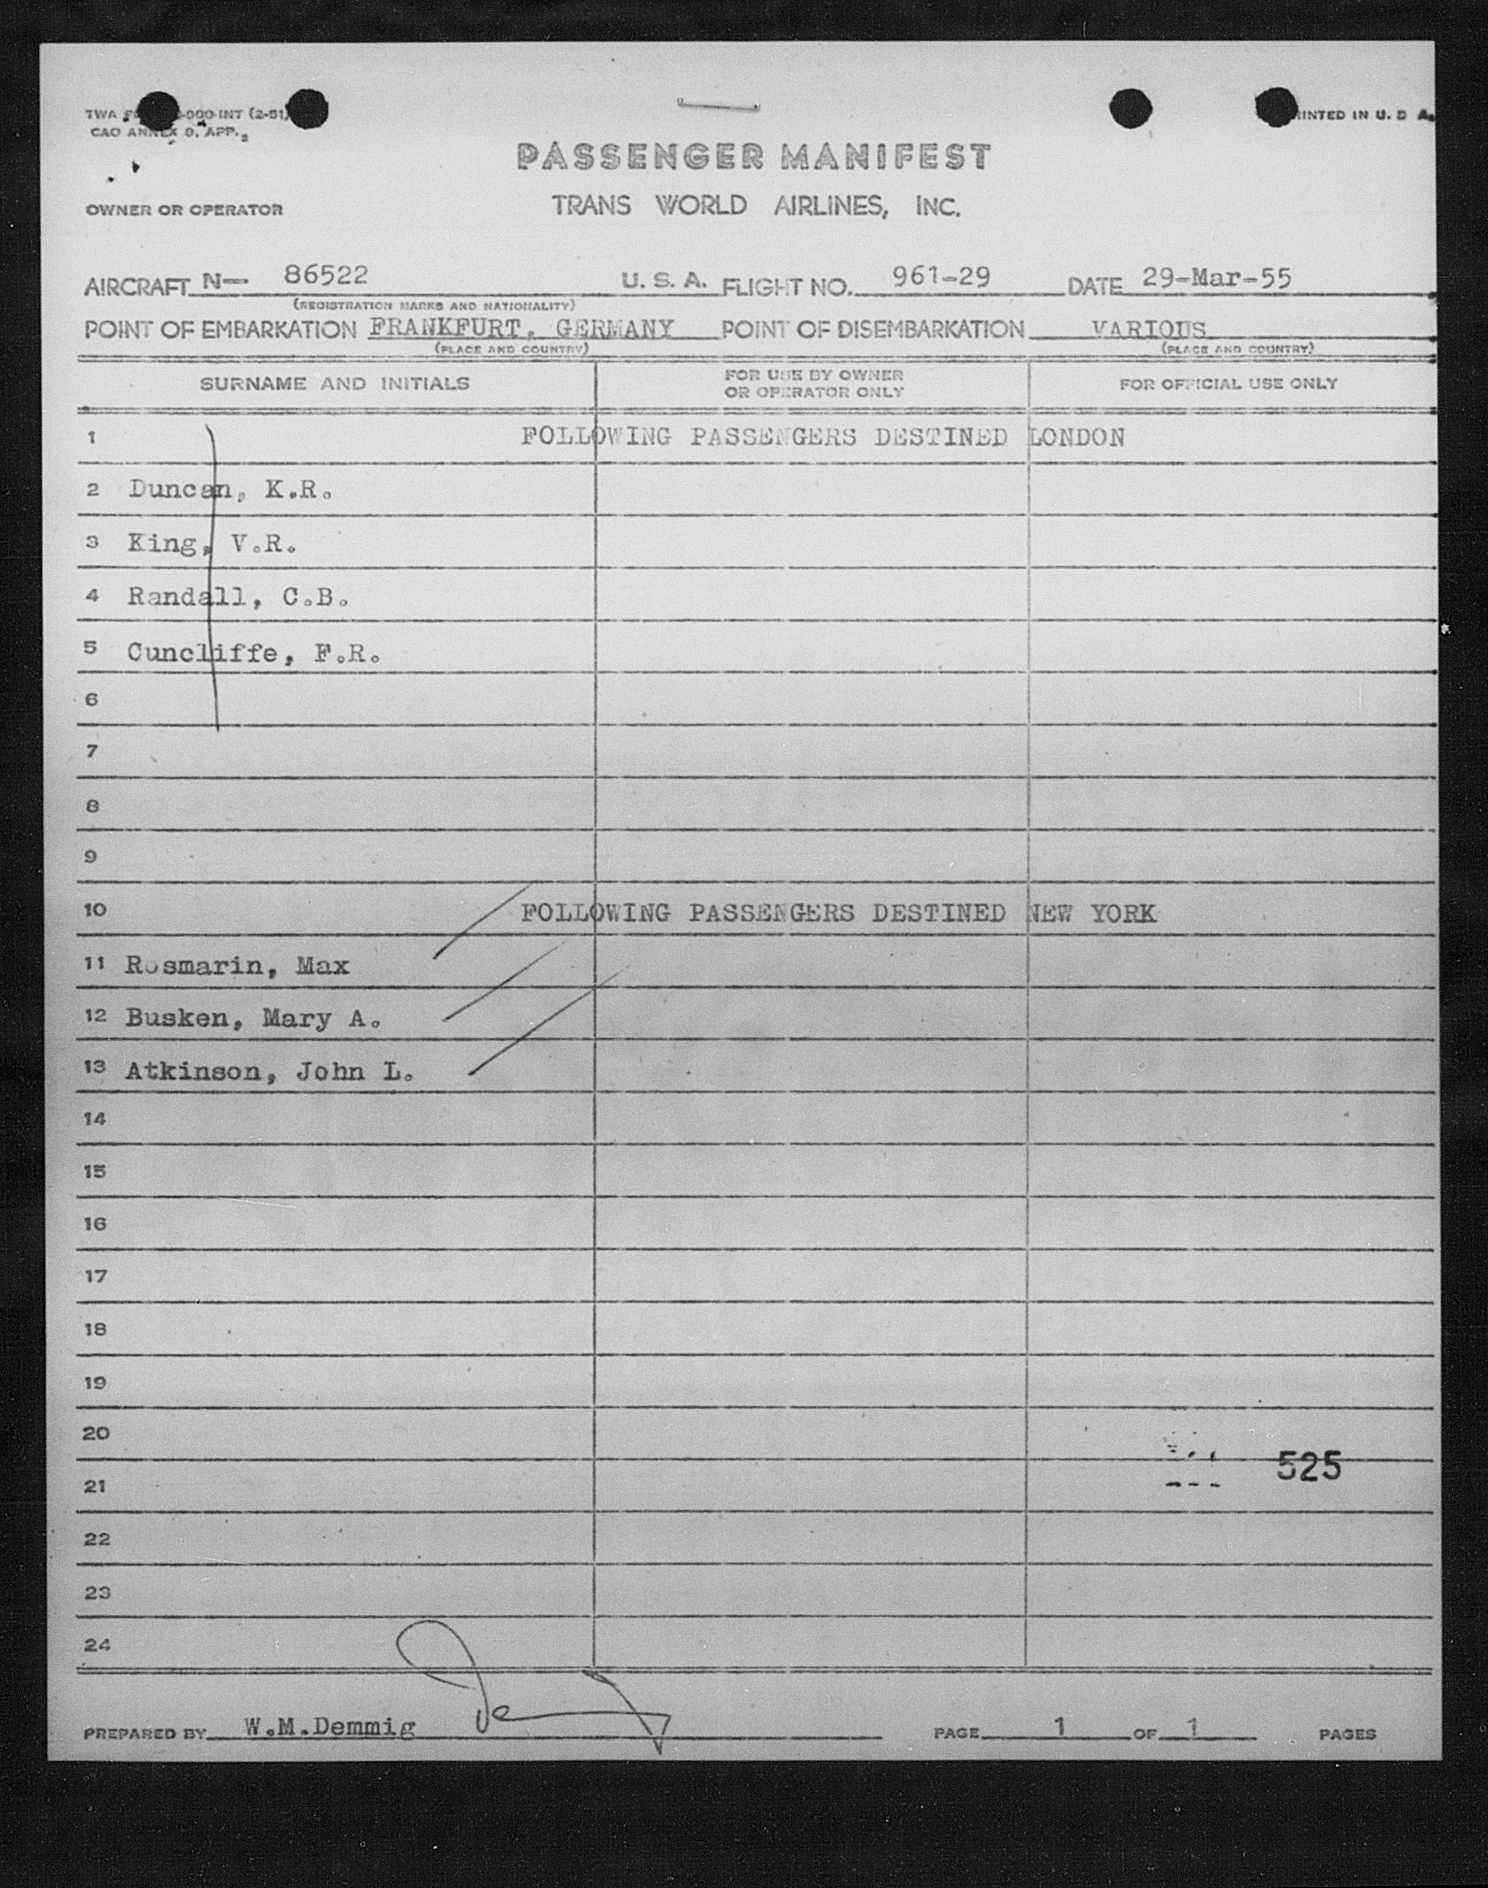 TWA
-000-INT (2-51)
CAO ANNEX 9, APP. 2
PRINTED IN U. S. A.
PASSENGER MANIFEST
OWNER OR OPERATOR TRANS WORLD AIRLINES, INC.
AIRCRAFT N— 86522 U. S. A. FLIGHT NO. 961-29 DATE 29-Mar-55
(REGISTRATION MARKS AND NATIONALITY)
POINT OF EMBARKATION FRANKFURT, GERMANY POINT OF DISEMBARKATION VARIOUS
(PLACE AND COUNTRY) (PLACE AND COUNTRY)
SURNAME AND INITIALS FOR USE BY OWNER OR OPERATOR ONLY FOR OFFICIAL USE ONLY
1 FOLLOWING PASSENGERS DESTINED LONDON
2 Duncan, K.R.
3 King, V.R.
4 Randall, C.B.
5 Cuncliffe, F.R.
6
7
8
9
10 FOLLOWING PASSENGERS DESTINED NEW YORK
11 Rosmarin, Max
12 Busken, Mary A.
13 Atkinson, John L.
14
15
16
17
18
19
20
525
21
22
23
24
PREPARED BY W.M.Demmig PAGE 1 OF 1 PAGES